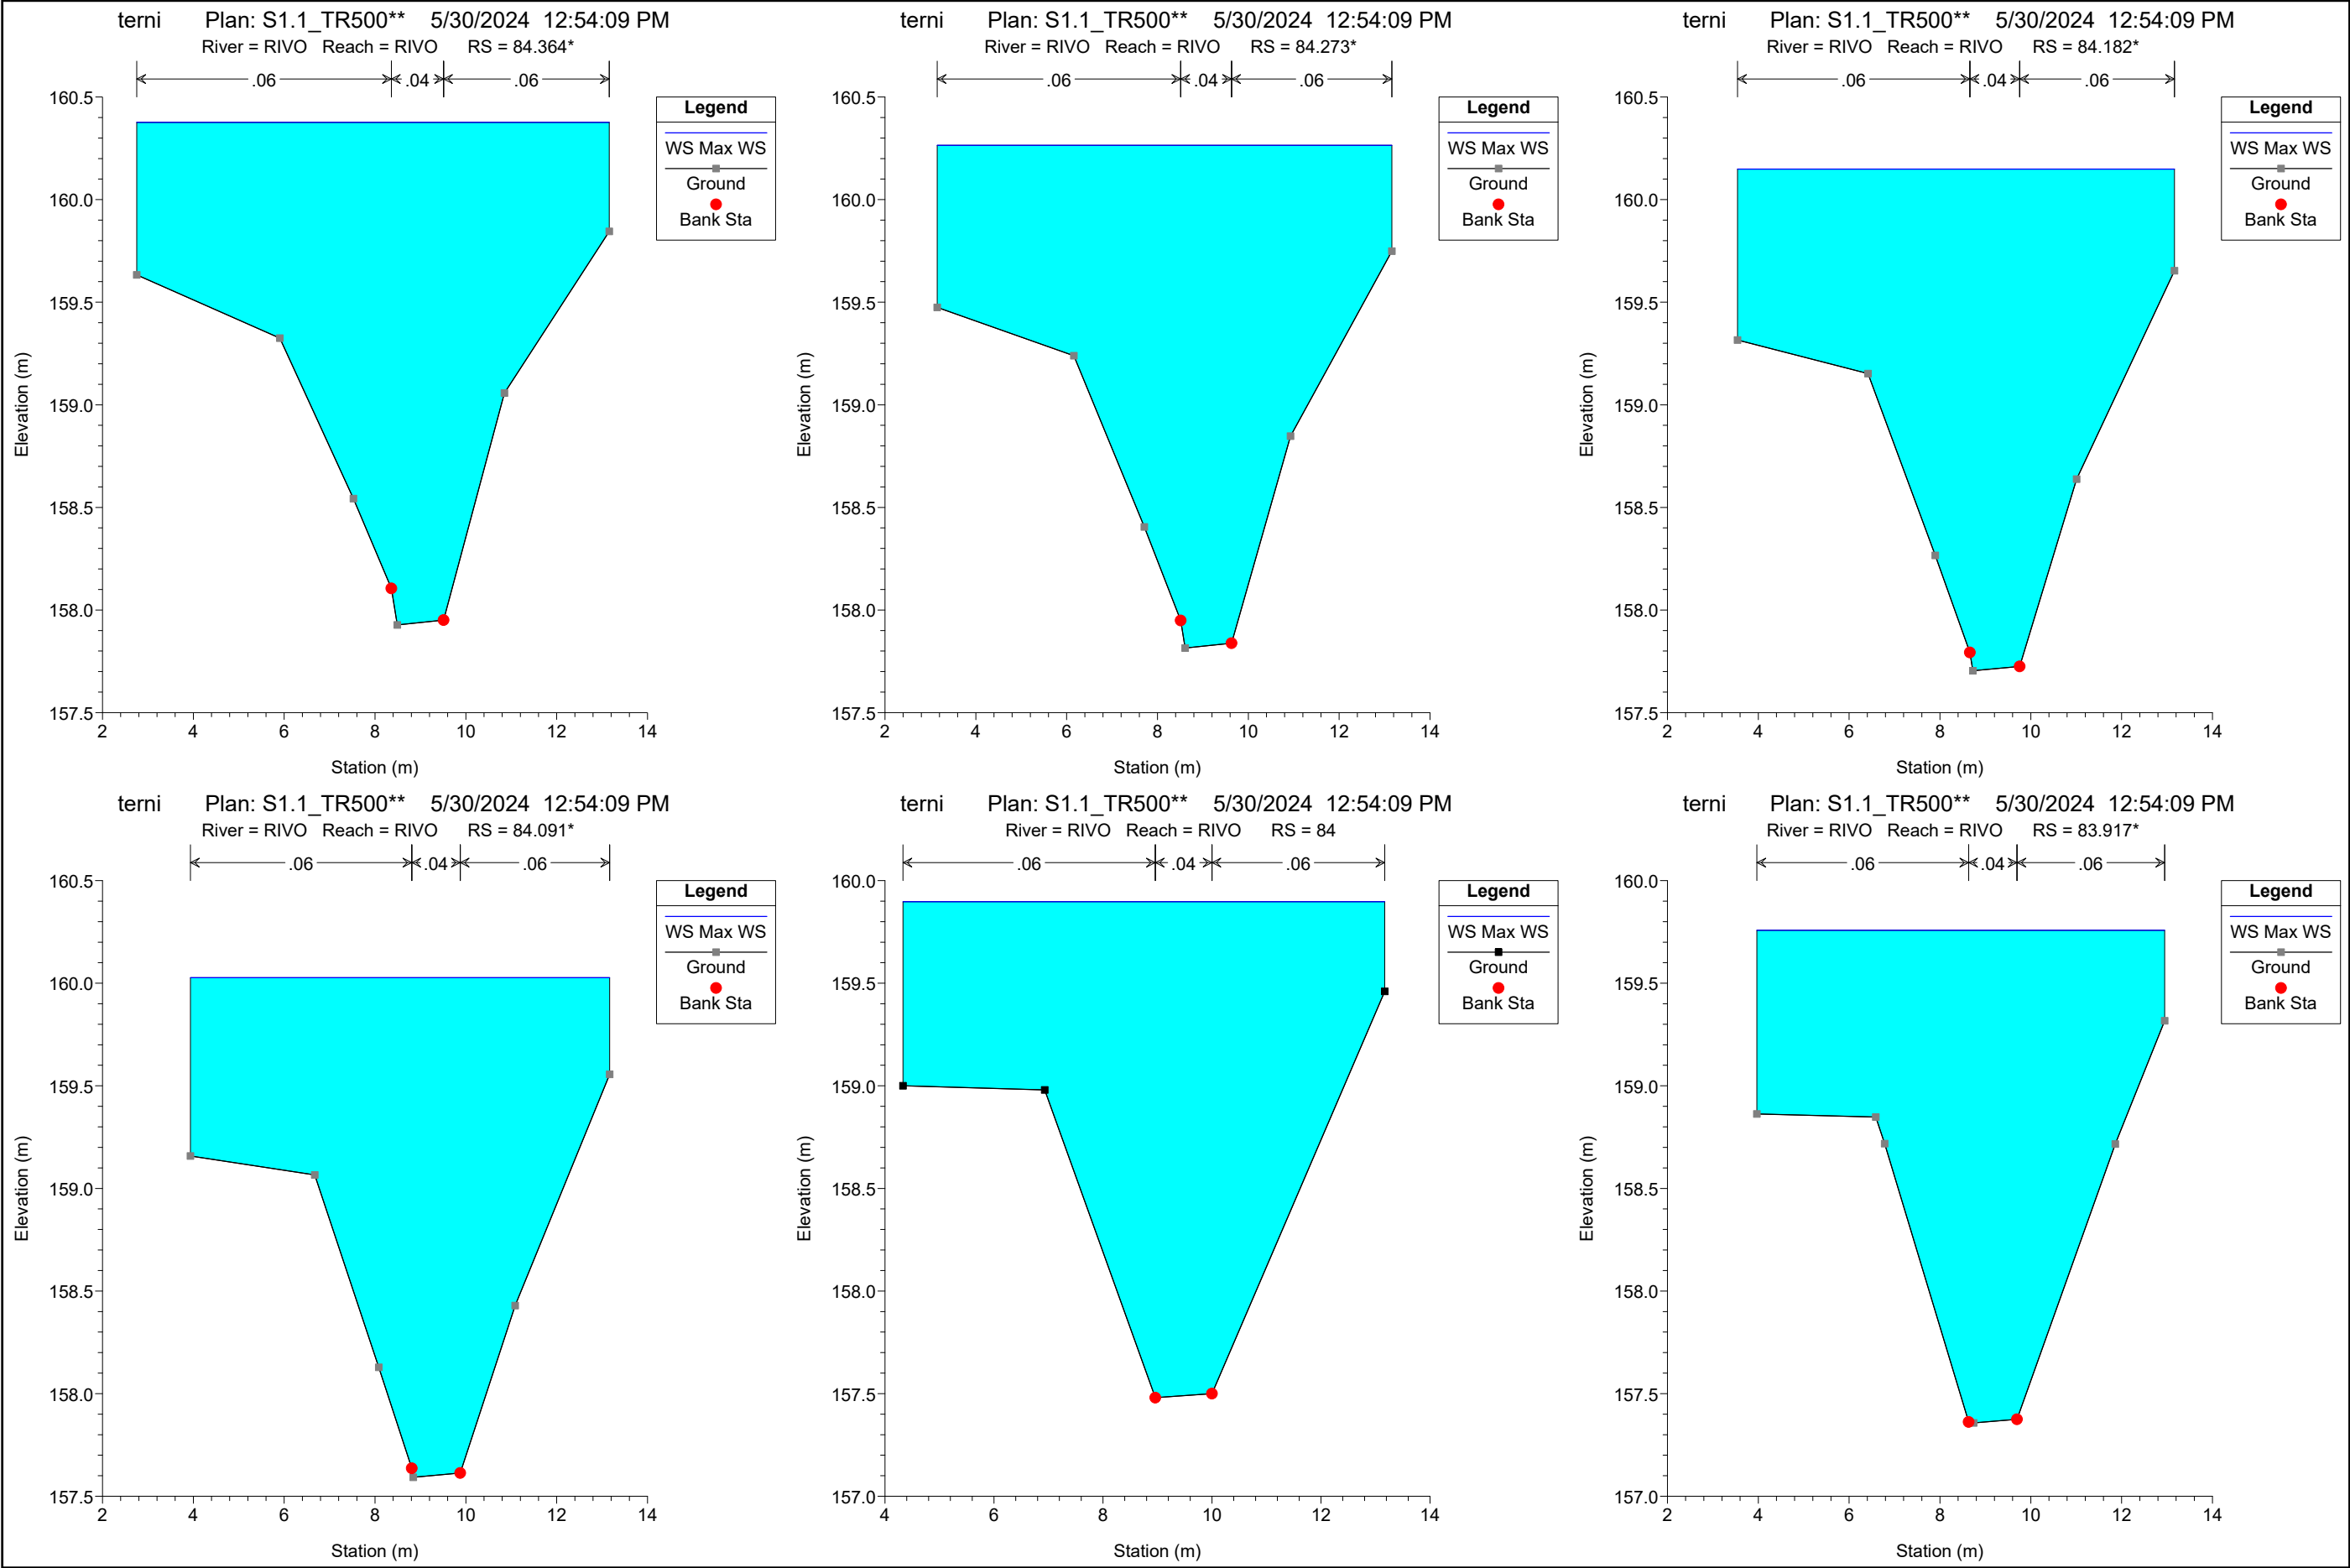 terni Plan: S1.1_TR500** 5/30/2024 12:54:09 PM
River = RIVO Reach = RIVO RS = 84.364*
.06 .04 .06
160.5
160.0
159.5
159.0
158.5
158.0
157.5
2 4 6 8 10 12 14
Elevation (m)
Station (m)
Legend
WS Max WS
Ground
Bank Sta
terni Plan: S1.1_TR500** 5/30/2024 12:54:09 PM
River = RIVO Reach = RIVO RS = 84.273*
.06 .04 .06
160.5
160.0
159.5
159.0
158.5
158.0
157.5
2 4 6 8 10 12 14
Elevation (m)
Station (m)
Legend
WS Max WS
Ground
Bank Sta
terni Plan: S1.1_TR500** 5/30/2024 12:54:09 PM
River = RIVO Reach = RIVO RS = 84.182*
.06 .04 .06
160.5
160.0
159.5
159.0
158.5
158.0
157.5
2 4 6 8 10 12 14
Elevation (m)
Station (m)
Legend
WS Max WS
Ground
Bank Sta
terni Plan: S1.1_TR500** 5/30/2024 12:54:09 PM
River = RIVO Reach = RIVO RS = 84.091*
.06 .04 .06
160.5
160.0
159.5
159.0
158.5
158.0
157.5
2 4 6 8 10 12 14
Elevation (m)
Station (m)
Legend
WS Max WS
Ground
Bank Sta
terni Plan: S1.1_TR500** 5/30/2024 12:54:09 PM
River = RIVO Reach = RIVO RS = 84
.06 .04 .06
160.0
159.5
159.0
158.5
158.0
157.5
157.0
4 6 8 10 12 14
Elevation (m)
Station (m)
Legend
WS Max WS
Ground
Bank Sta
terni Plan: S1.1_TR500** 5/30/2024 12:54:09 PM
River = RIVO Reach = RIVO RS = 83.917*
.06 .04 .06
160.0
159.5
159.0
158.5
158.0
157.5
157.0
2 4 6 8 10 12 14
Elevation (m)
Station (m)
Legend
WS Max WS
Ground
Bank Sta